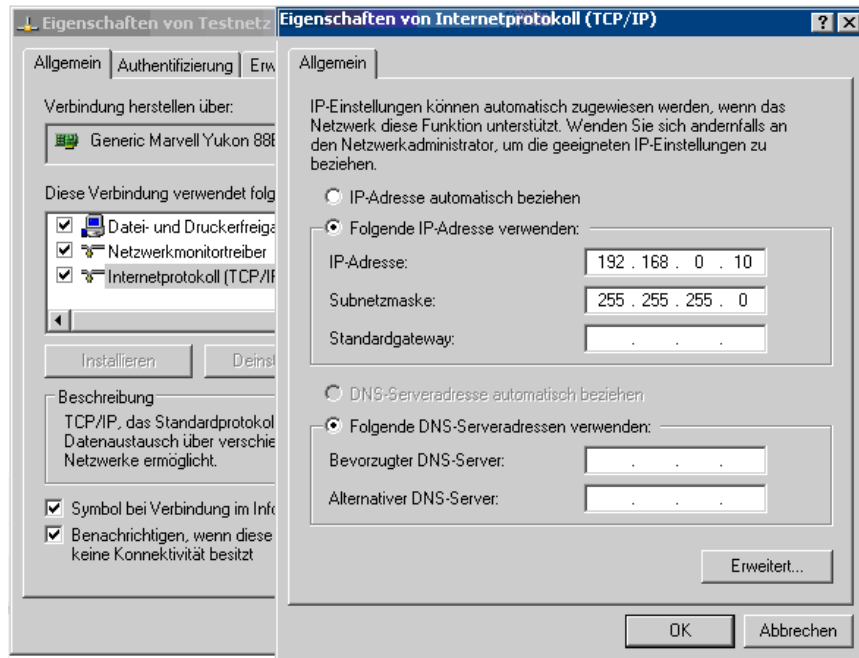 Eigenschaften von Testnetz
Allgemein
Authentifizierung
Erw
Verbindung herstellen über:
Generic Marvell Yukon 88E
Diese Verbindung verwendet folg
Datei- und Druckerfreiga
Netzwerkmonitortreiber
Internetprotokoll (TCP/IP
Installieren
Deinst
Beschreibung
TCP/IP, das Standardprotokol
Datenaustausch über verschie
Netzwerke ermöglicht.
Symbol bei Verbindung im Info
Benachrichtigen, wenn diese
keine Konnektivität besitzt
Eigenschaften von Internetprotokoll (TCP/IP)
Allgemein
IP-Einstellungen können automatisch zugewiesen werden, wenn das
Netzwerk diese Funktion unterstützt. Wenden Sie sich andernfalls an
den Netzwerkadministrator, um die geeigneten IP-Einstellungen zu
beziehen.
IP-Adresse automatisch beziehen
Folgende IP-Adresse verwenden:
IP-Adresse: 192 . 168 . 0 . 10
Subnetzmaske: 255 . 255 . 255 . 0
Standardgateway: . . .
DNS-Serveradresse automatisch beziehen
Folgende DNS-Serveradressen verwenden:
Bevorzugter DNS-Server: . . .
Alternativer DNS-Server: . . .
Erweitert...
OK
Abbrechen